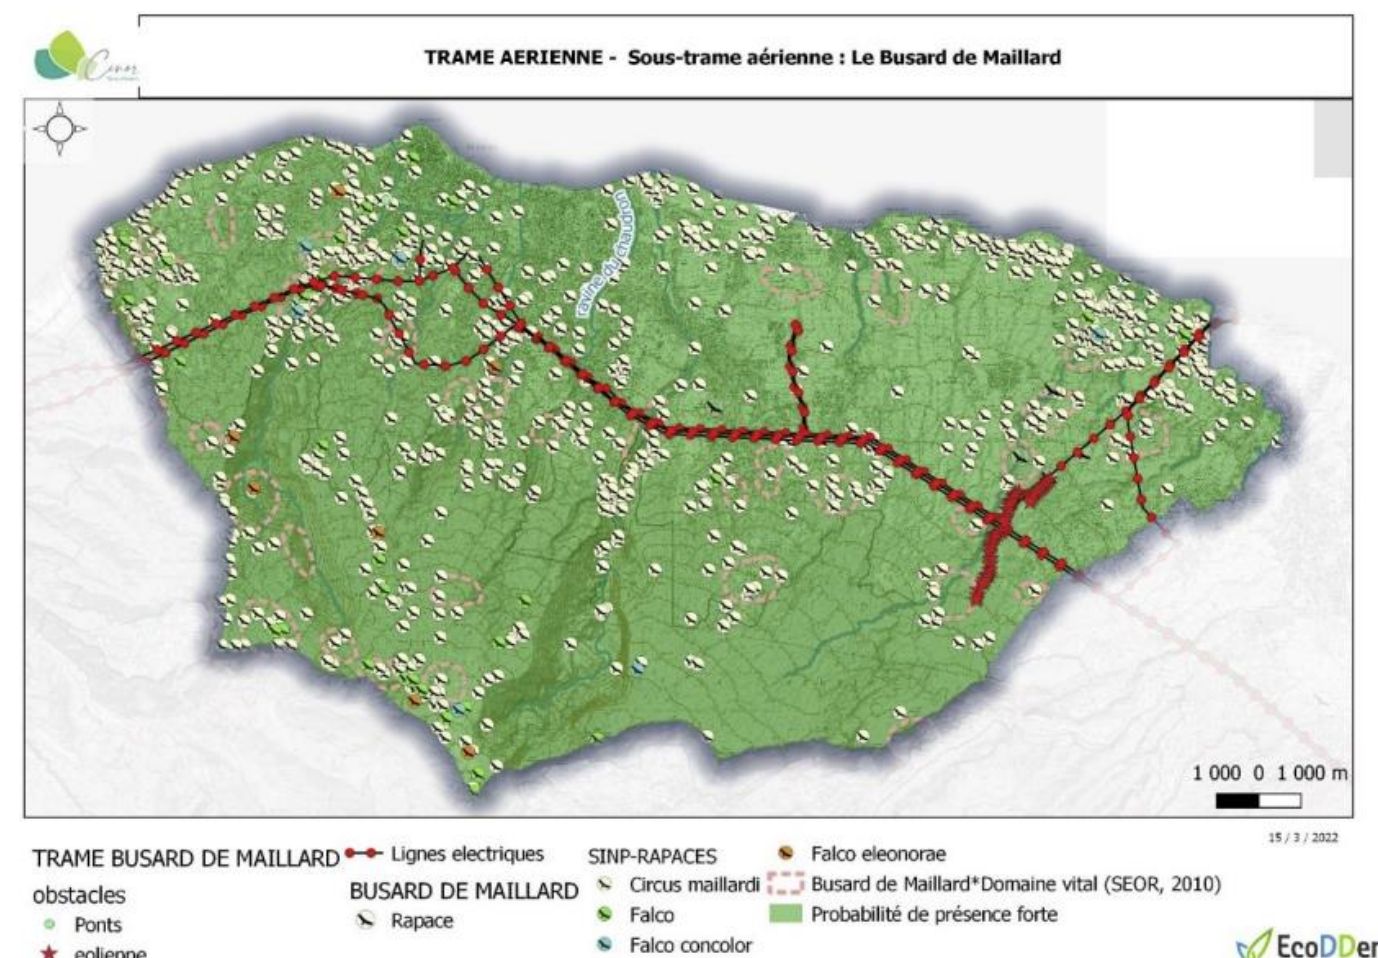 Cinor
TRAME AERIENNE - Sous-trame aérienne : Le Busard de Maillard
ravine du chaudron
1 000 0 1 000 m
15 / 3 / 2022
TRAME BUSARD DE MAILLARD
obstacles
Ponts
eolienne
Lignes electriques
BUSARD DE MAILLARD
Rapace
SINP-RAPACES
Circus maillardi
Falco
Falco concolor
Falco eleonorae
Busard de Maillard*Domaine vital (SEOR, 2010)
Probabilité de présence forte
EcoDDen